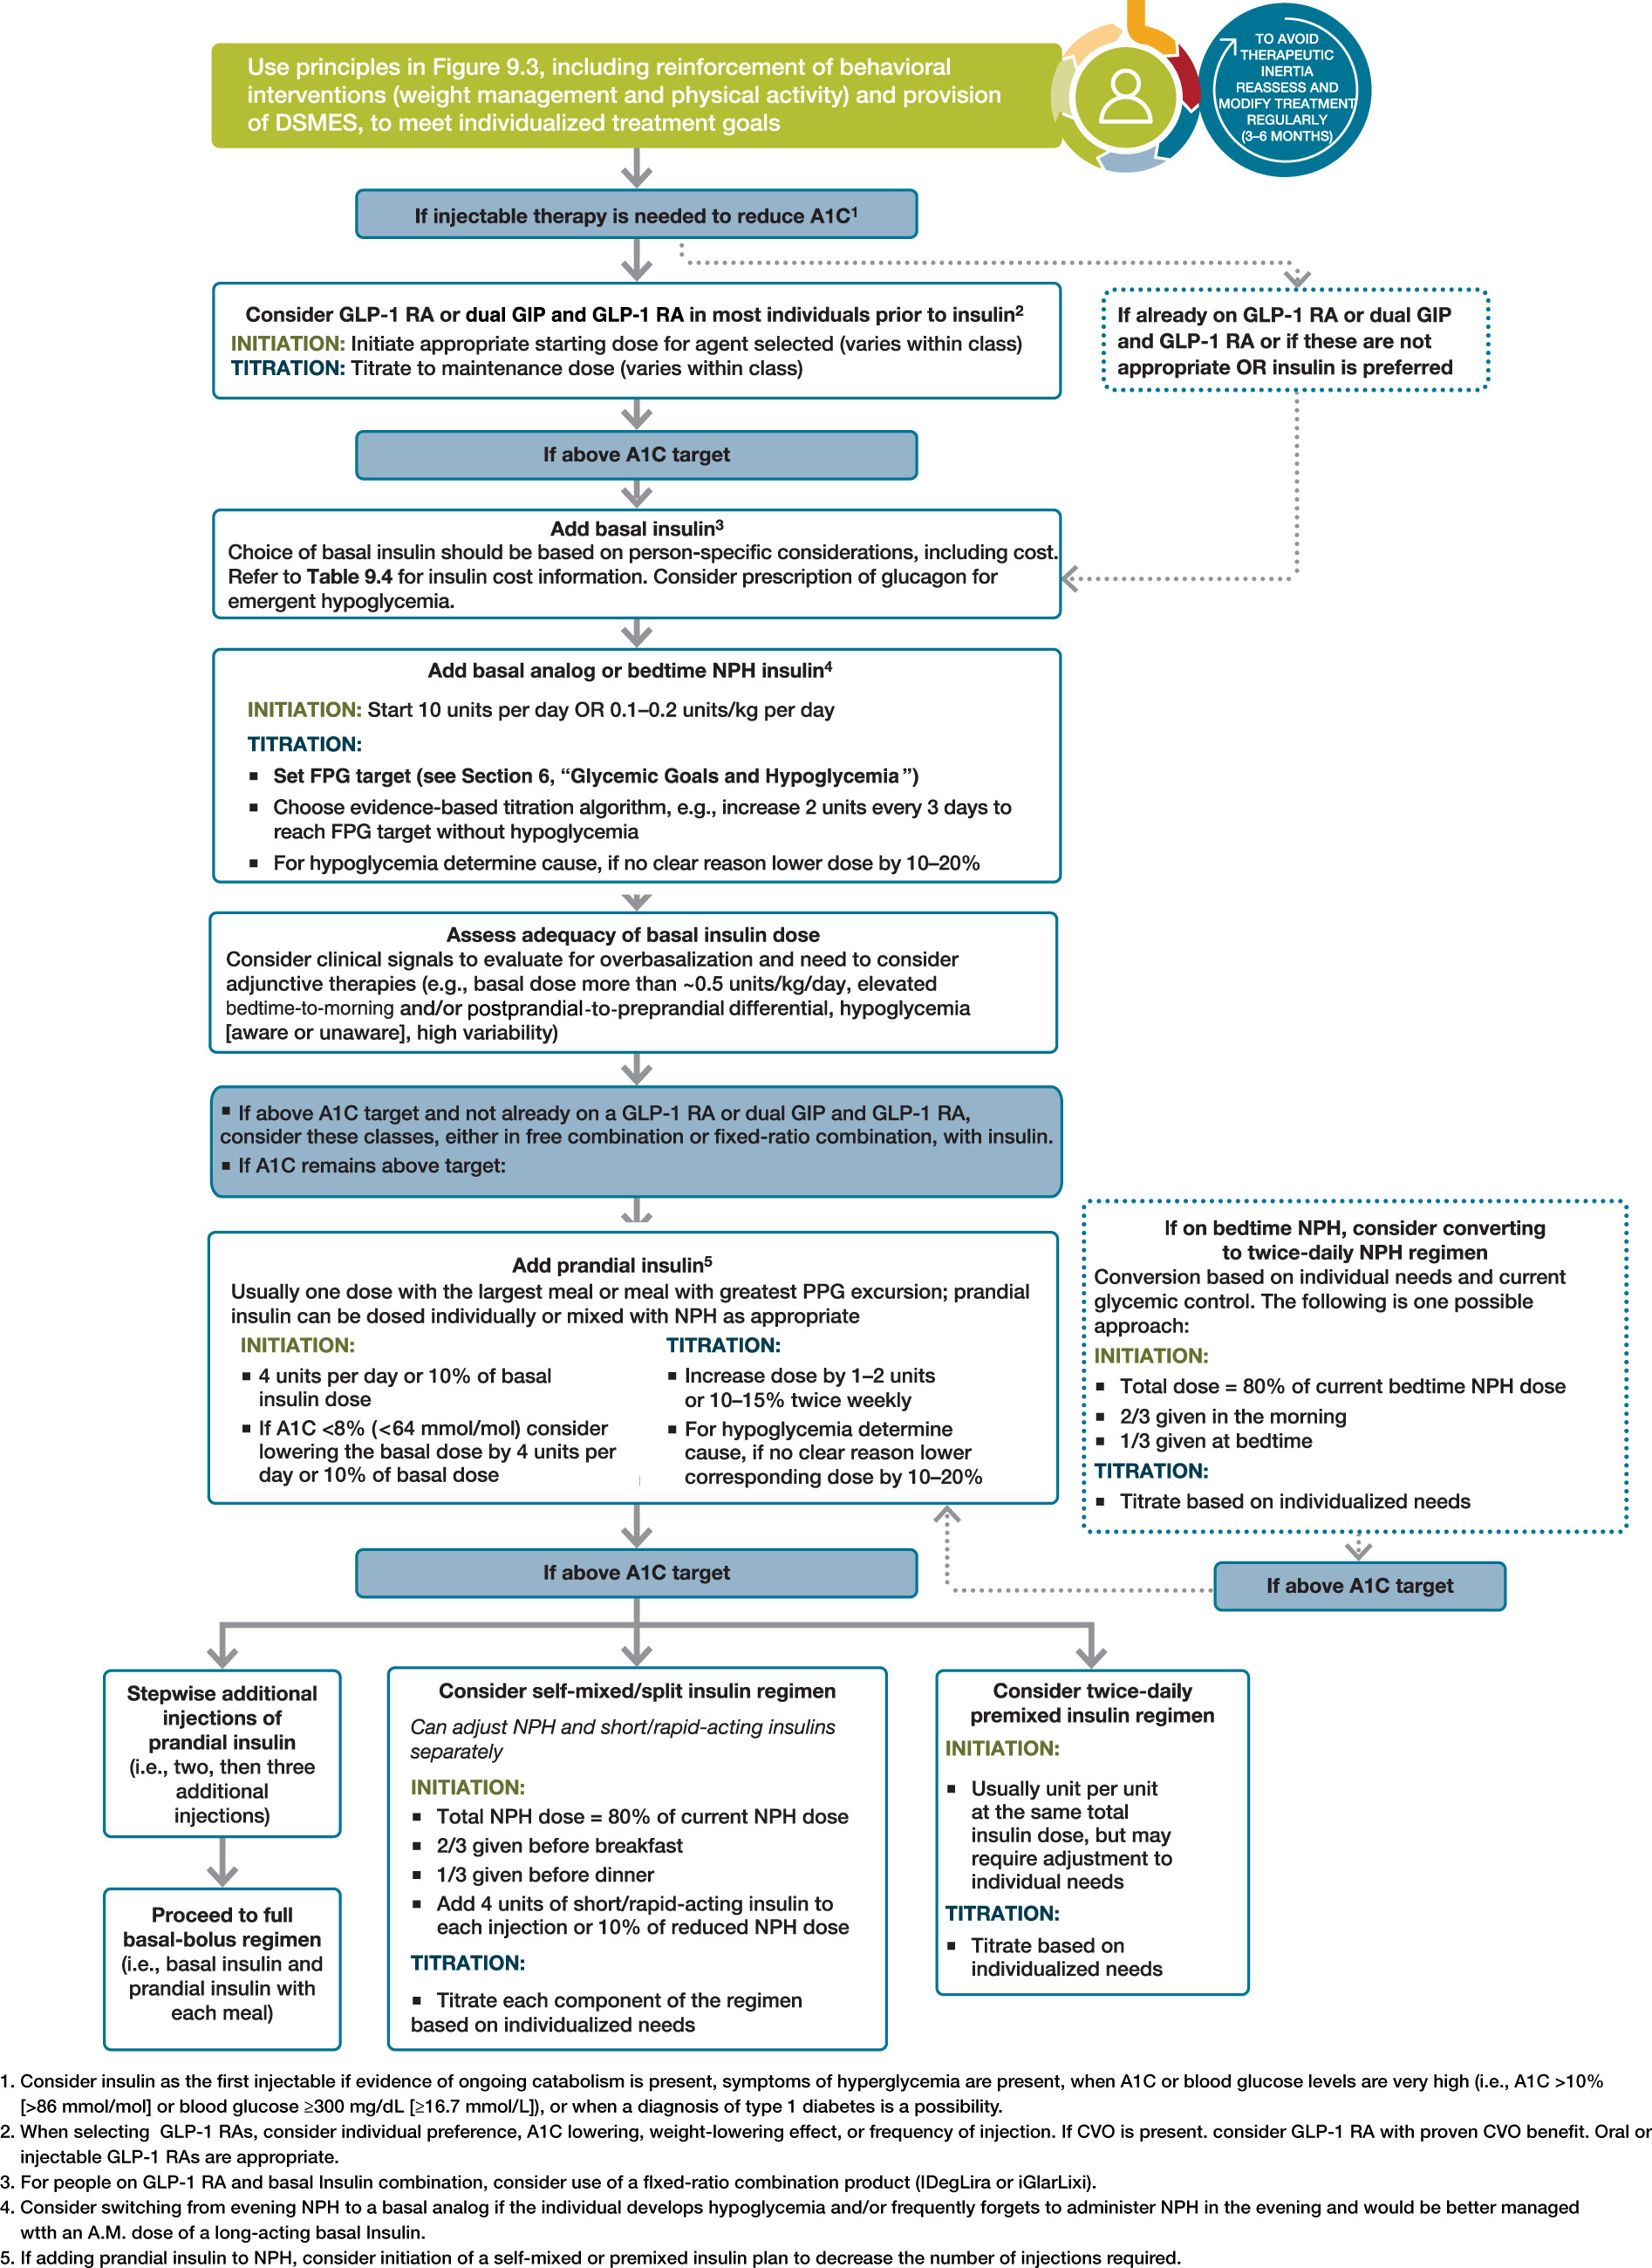 Use principles in Figure 9.3, including reinforcement of behavioral
interventions (weight management and physical activity) and provision
of DSMES, to meet individualized treatment goals
TO AVOID
THERAPEUTIC
INERTIA
REASSESS AND
MODIFY TREATMENT
REGULARLY
(3–6 MONTHS)
If injectable therapy is needed to reduce A1C¹
Consider GLP-1 RA or dual GIP and GLP-1 RA in most individuals prior to insulin²
INITIATION: Initiate appropriate starting dose for agent selected (varies within class)
TITRATION: Titrate to maintenance dose (varies within class)
If already on GLP-1 RA or dual GIP
and GLP-1 RA or if these are not
appropriate OR insulin is preferred
If above A1C target
Add basal insulin³
Choice of basal insulin should be based on person-specific considerations, including cost.
Refer to Table 9.4 for insulin cost information. Consider prescription of glucagon for
emergent hypoglycemia.
Add basal analog or bedtime NPH insulin⁴
INITIATION: Start 10 units per day OR 0.1–0.2 units/kg per day
TITRATION:
■ Set FPG target (see Section 6, “Glycemic Goals and Hypoglycemia”)
■ Choose evidence-based titration algorithm, e.g., increase 2 units every 3 days to
reach FPG target without hypoglycemia
■ For hypoglycemia determine cause, if no clear reason lower dose by 10–20%
Assess adequacy of basal insulin dose
Consider clinical signals to evaluate for overbasalization and need to consider
adjunctive therapies (e.g., basal dose more than ~0.5 units/kg/day, elevated
bedtime-to-morning and/or postprandial-to-preprandial differential, hypoglycemia
[aware or unaware], high variability)
■ If above A1C target and not already on a GLP-1 RA or dual GIP and GLP-1 RA,
consider these classes, either in free combination or fixed-ratio combination, with insulin.
■ If A1C remains above target:
Add prandial insulin⁵
Usually one dose with the largest meal or meal with greatest PPG excursion; prandial
insulin can be dosed individually or mixed with NPH as appropriate
INITIATION:
■ 4 units per day or 10% of basal
insulin dose
■ If A1C <8% (<64 mmol/mol) consider
lowering the basal dose by 4 units per
day or 10% of basal dose
TITRATION:
■ Increase dose by 1–2 units
or 10–15% twice weekly
■ For hypoglycemia determine
cause, if no clear reason lower
corresponding dose by 10–20%
If on bedtime NPH, consider converting
to twice-daily NPH regimen
Conversion based on individual needs and current
glycemic control. The following is one possible
approach:
INITIATION:
■ Total dose = 80% of current bedtime NPH dose
■ 2/3 given in the morning
■ 1/3 given at bedtime
TITRATION:
■ Titrate based on individualized needs
If above A1C target
If above A1C target
Stepwise additional
injections of
prandial insulin
(i.e., two, then three
additional
injections)
Proceed to full
basal-bolus regimen
(i.e., basal insulin and
prandial insulin with
each meal)
Consider self-mixed/split insulin regimen
Can adjust NPH and short/rapid-acting insulins
separately
INITIATION:
■ Total NPH dose = 80% of current NPH dose
■ 2/3 given before breakfast
■ 1/3 given before dinner
■ Add 4 units of short/rapid-acting insulin to
each injection or 10% of reduced NPH dose
TITRATION:
■ Titrate each component of the regimen
based on individualized needs
Consider twice-daily
premixed insulin regimen
INITIATION:
■ Usually unit per unit
at the same total
insulin dose, but may
require adjustment to
individual needs
TITRATION:
■ Titrate based on
individualized needs
1. Consider insulin as the first injectable if evidence of ongoing catabolism is present, symptoms of hyperglycemia are present, when A1C or blood glucose levels are very high (i.e., A1C >10%
[>86 mmol/mol] or blood glucose ≥300 mg/dL [≥16.7 mmol/L]), or when a diagnosis of type 1 diabetes is a possibility.
2. When selecting GLP-1 RAs, consider individual preference, A1C lowering, weight-lowering effect, or frequency of injection. If CVO is present. consider GLP-1 RA with proven CVO benefit. Oral or
injectable GLP-1 RAs are appropriate.
3. For people on GLP-1 RA and basal Insulin combination, consider use of a flxed-ratio combination product (IDegLira or iGlarLixi).
4. Consider switching from evening NPH to a basal analog if the individual develops hypoglycemia and/or frequently forgets to administer NPH in the evening and would be better managed
wtth an A.M. dose of a long-acting basal Insulin.
5. If adding prandial insulin to NPH, consider initiation of a self-mixed or premixed insulin plan to decrease the number of injections required.